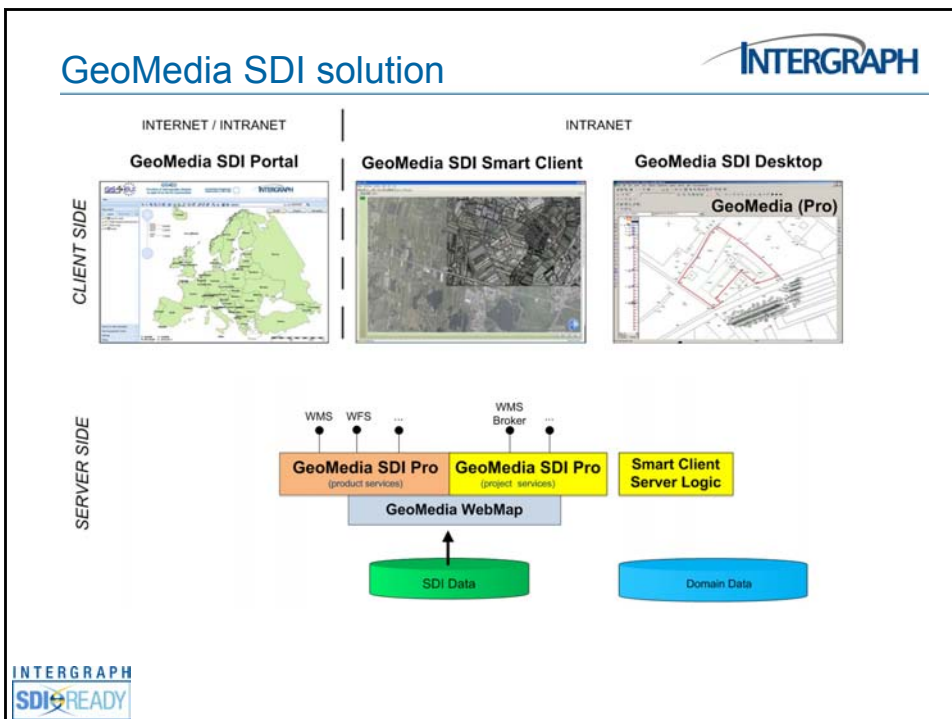 GeoMedia SDI solution
INTERGRAPH
INTERNET / INTRANET
INTRANET
GeoMedia SDI Portal
GeoMedia SDI Smart Client
GeoMedia SDI Desktop
CLIENT SIDE
INTERGRAPH
GeoMedia (Pro)
SERVER SIDE
WMS
WFS
...
WMS
Broker
...
GeoMedia SDI Pro
(product services)
GeoMedia SDI Pro
(project services)
Smart Client
Server Logic
GeoMedia WebMap
SDI Data
Domain Data
INTERGRAPH
SDI READY